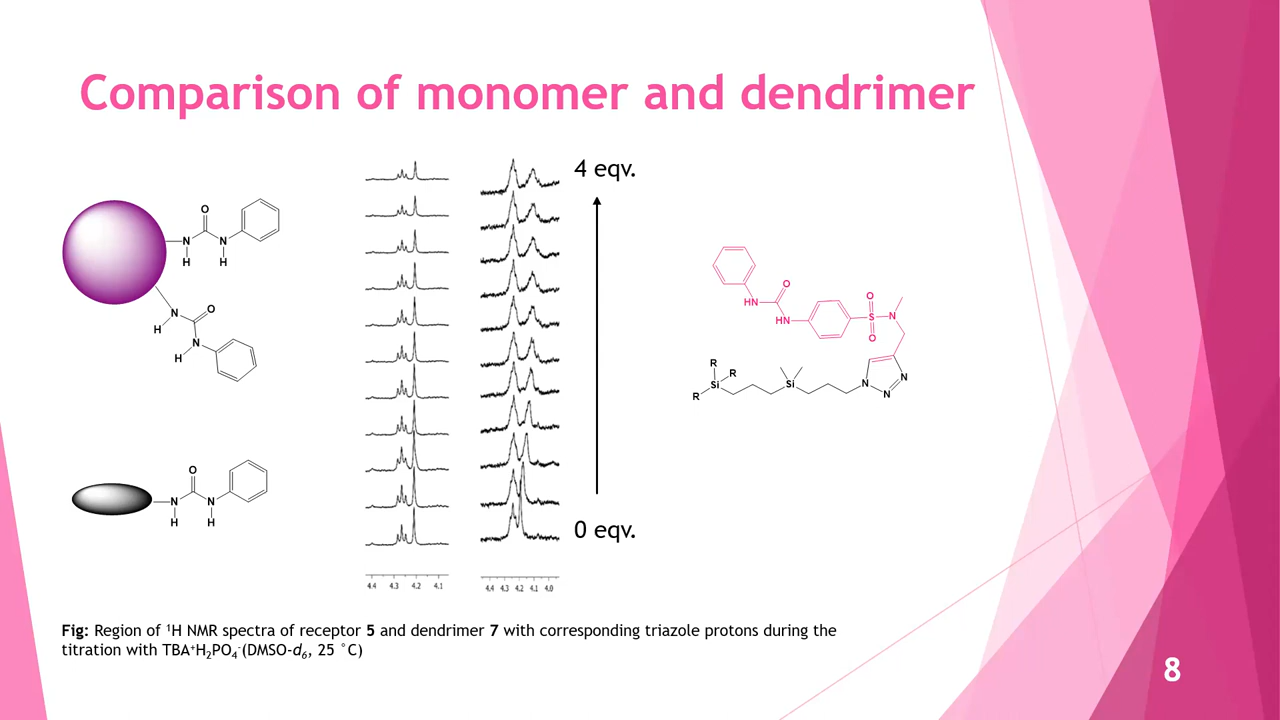 Comparison of monomer and dendrimer
4 eqv.
O
N
N
H
H
N
O
H
N
H
O
N
N
H
H
0 eqv.
4.4 4.3 4.2 4.1
4.4 4.3 4.2 4.1 4.0
O
HN
HN
O
S
N
O
R
R
Si
R
Si
N
N
N
Fig: Region of ¹H NMR spectra of receptor 5 and dendrimer 7 with corresponding triazole protons during the
titration with TBA⁺H₂PO₄⁻(DMSO-d₆, 25 °C)
8